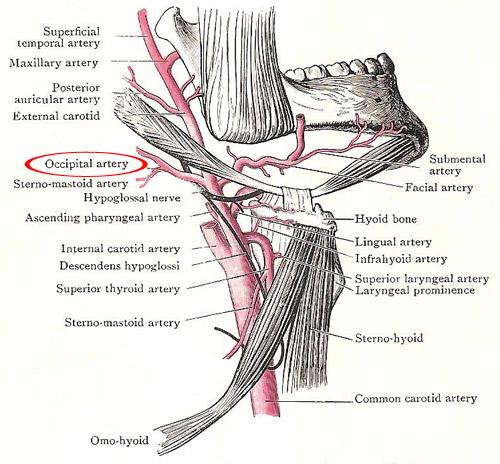 Superficial
temporal artery
Maxillary artery
Posterior
auricular artery
External carotid
Occipital artery
Sterno-mastoid artery
Hypoglossal nerve
Ascending pharyngeal artery
Internal carotid artery
Descendens hypoglossi
Superior thyroid artery
Sterno-mastoid artery
Omo-hyoid
Submental
artery
Facial artery
Hyoid bone
Lingual artery
Infrahyoid artery
Superior laryngeal artery
Laryngeal prominence
Sterno-hyoid
Common carotid artery